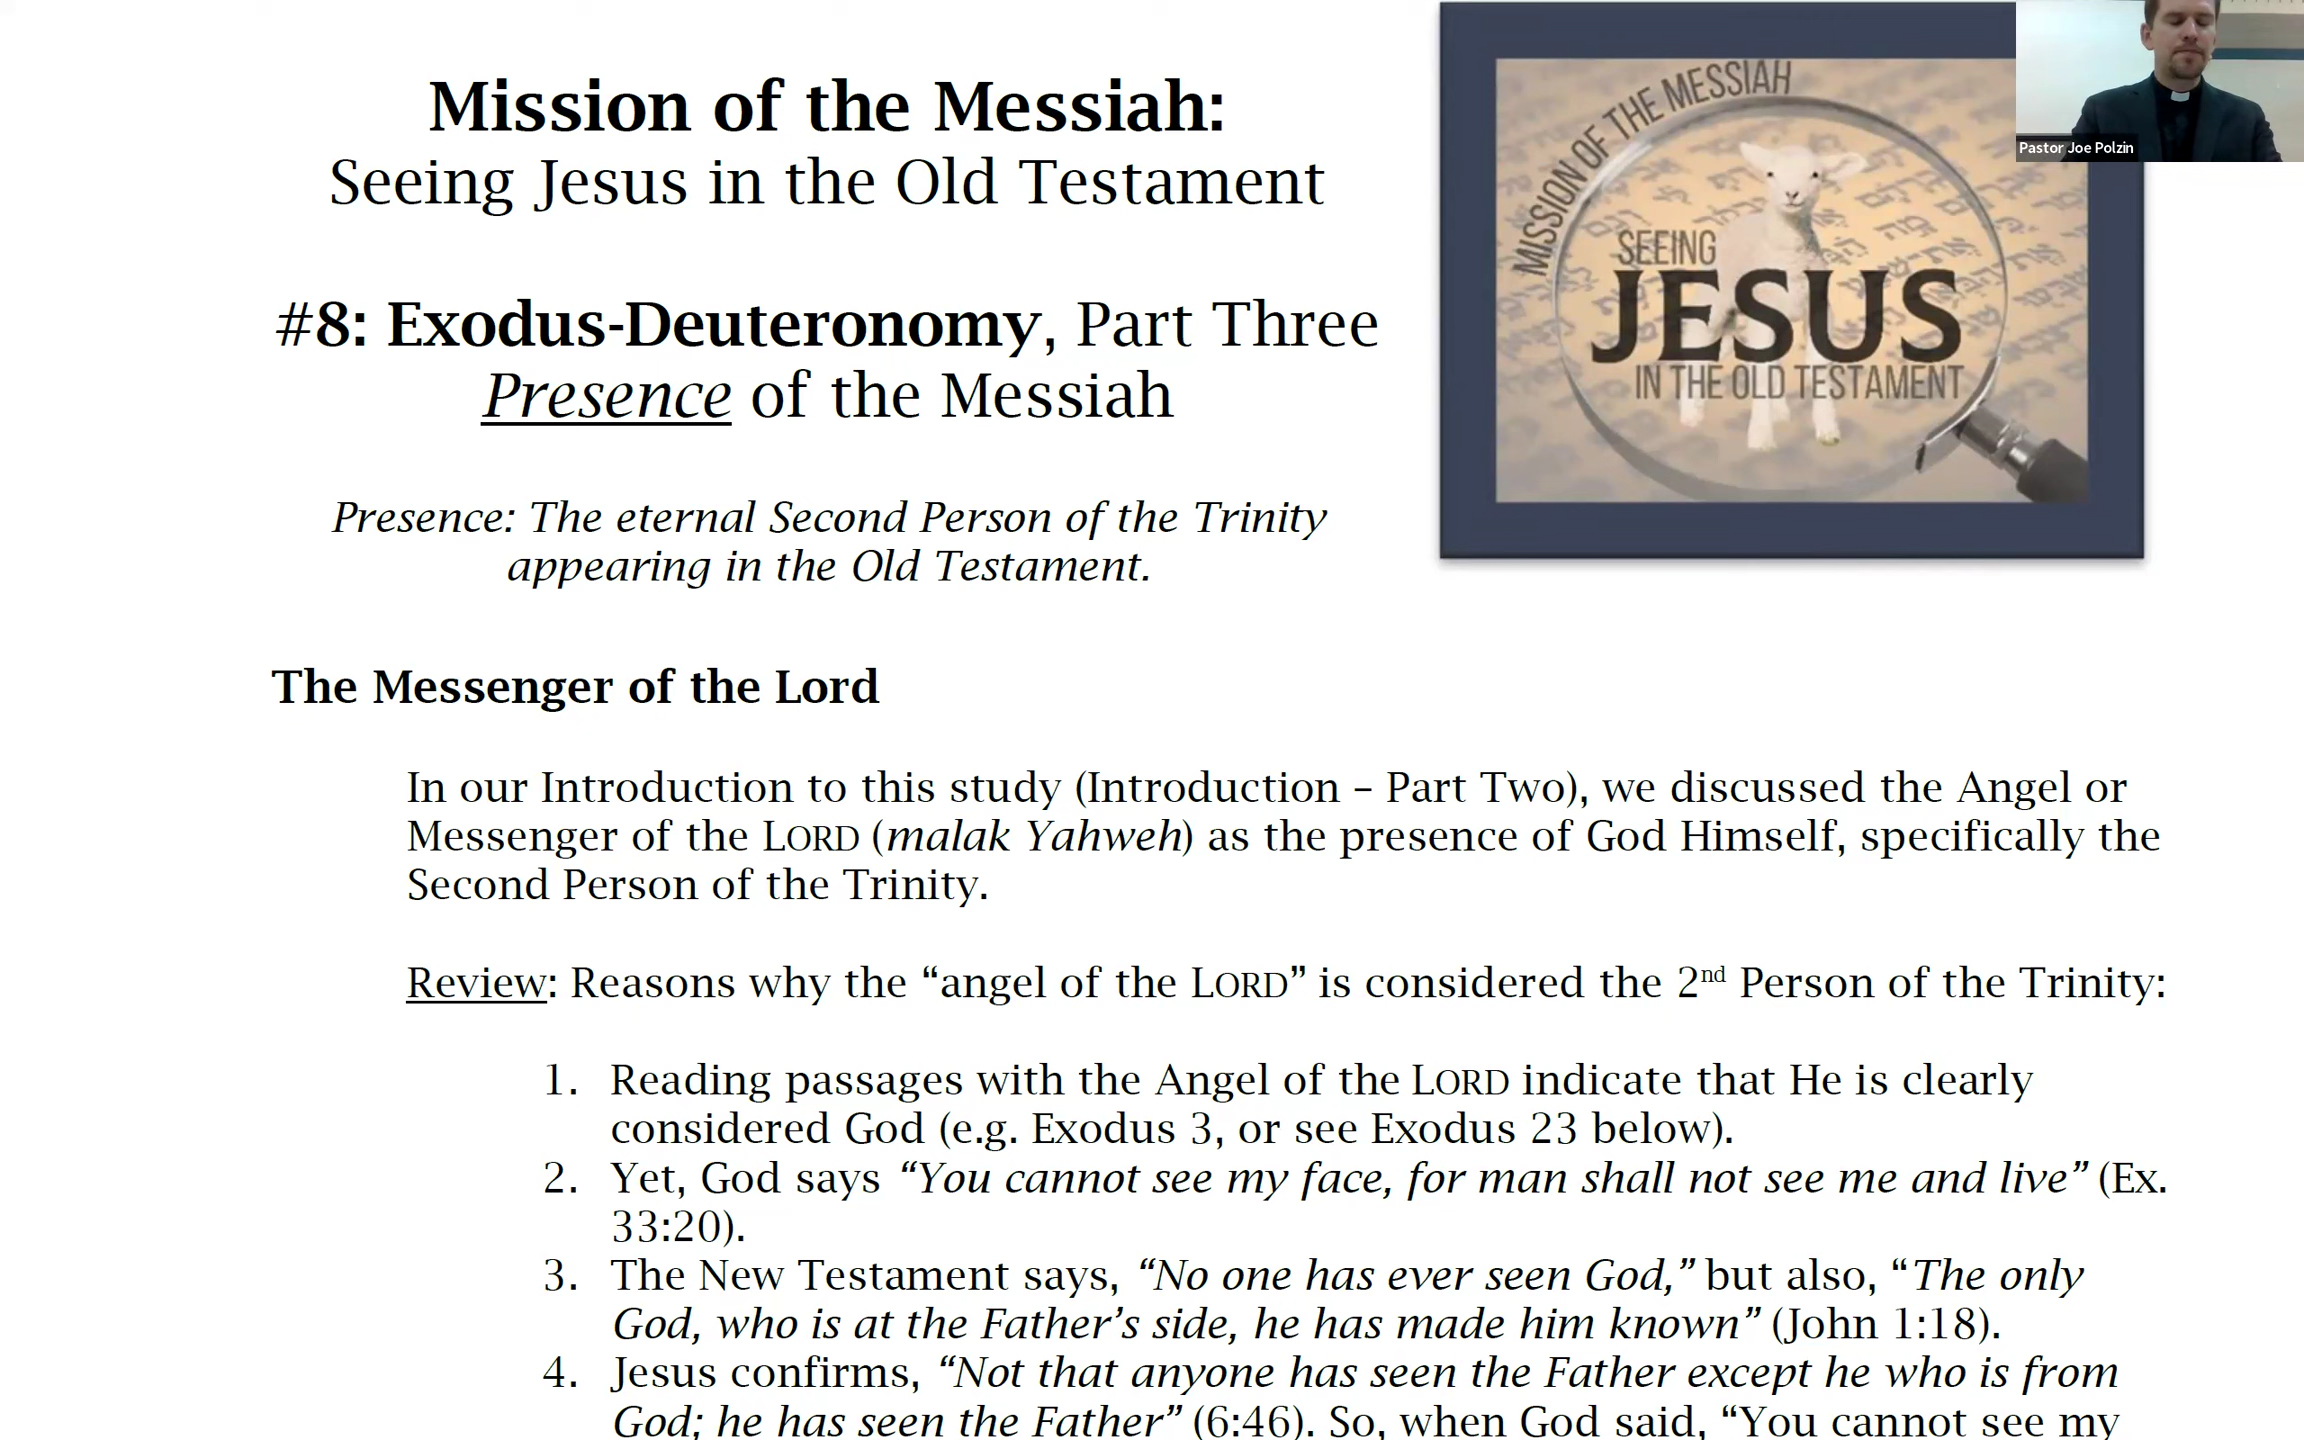 Mission of the Messiah:
Seeing Jesus in the Old Testament
#8: Exodus-Deuteronomy, Part Three
Presence of the Messiah
Presence: The eternal Second Person of the Trinity
appearing in the Old Testament.
MISSION OF THE MESSIAH
SEEING
JESUS
IN THE OLD TESTAMENT
Pastor Joe Polzin
The Messenger of the Lord
In our Introduction to this study (Introduction – Part Two), we discussed the Angel or
Messenger of the LORD (malak Yahweh) as the presence of God Himself, specifically the
Second Person of the Trinity.
Review: Reasons why the “angel of the LORD” is considered the 2nd Person of the Trinity:
1. Reading passages with the Angel of the LORD indicate that He is clearly
considered God (e.g. Exodus 3, or see Exodus 23 below).
2. Yet, God says “You cannot see my face, for man shall not see me and live” (Ex.
33:20).
3. The New Testament says, “No one has ever seen God,” but also, “The only
God, who is at the Father’s side, he has made him known” (John 1:18).
4. Jesus confirms, “Not that anyone has seen the Father except he who is from
God; he has seen the Father” (6:46). So, when God said, “You cannot see my